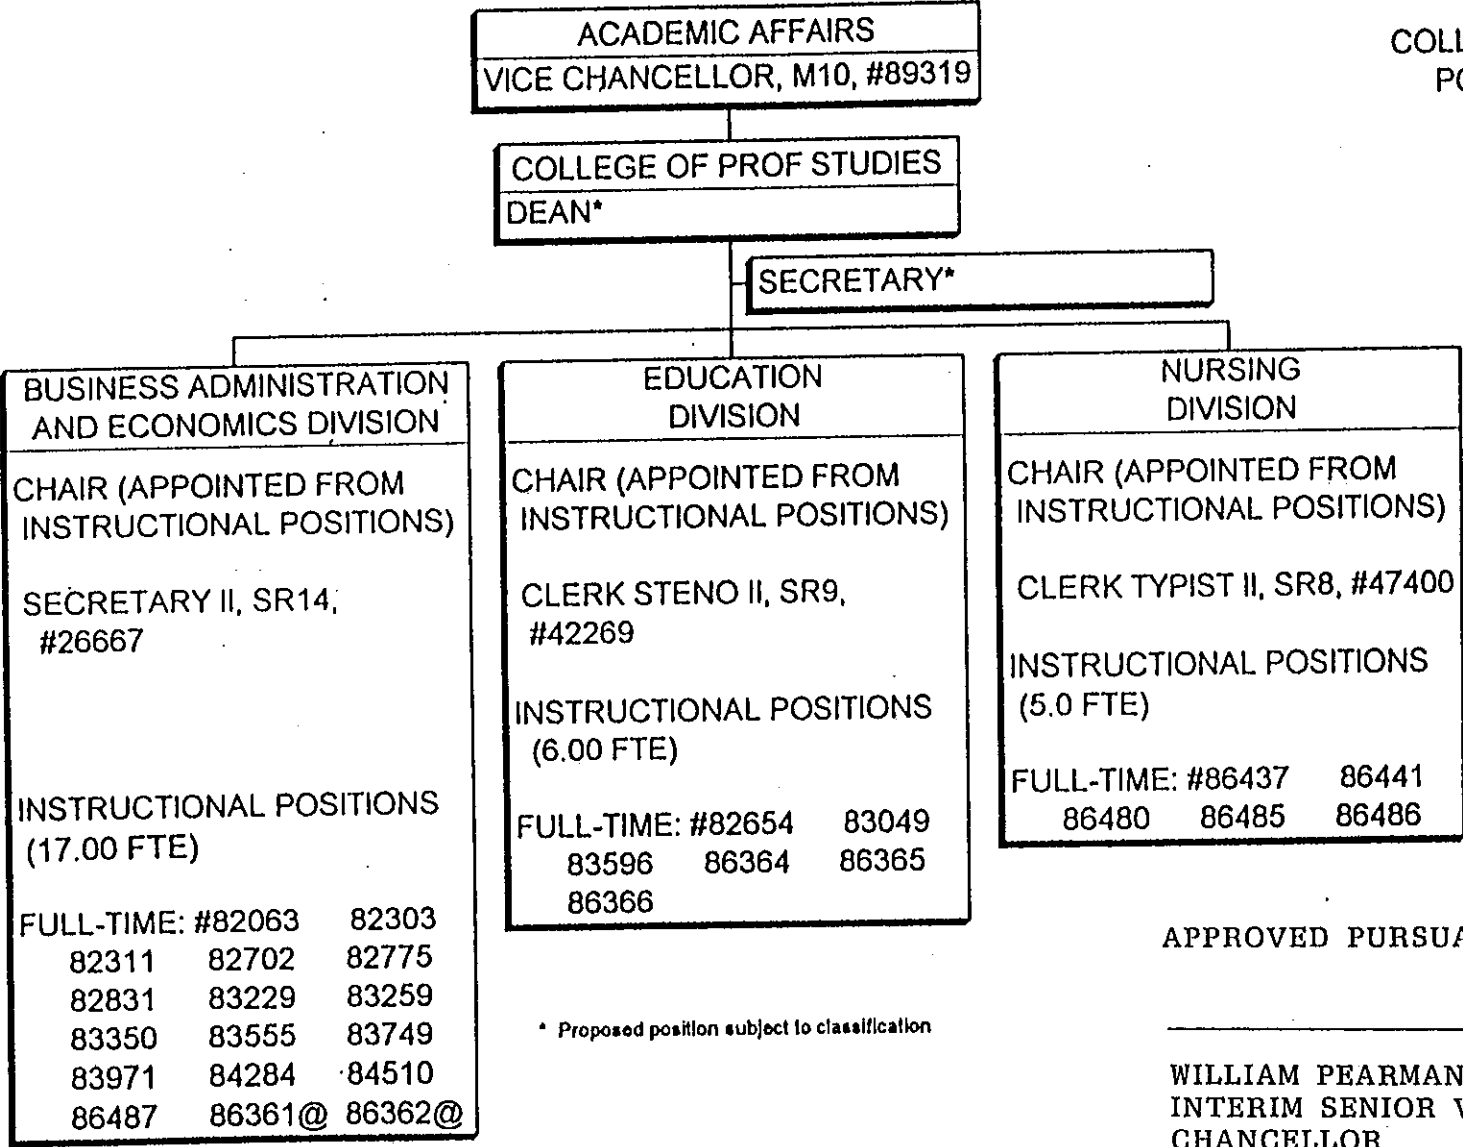 ACADEMIC AFFAIRS
VICE CHANCELLOR, M10, #89319
COLLEGE OF PROF STUDIES
DEAN*
SECRETARY*
BUSINESS ADMINISTRATION
AND ECONOMICS DIVISION
CHAIR (APPOINTED FROM
INSTRUCTIONAL POSITIONS)
SECRETARY II, SR14,
#26667
INSTRUCTIONAL POSITIONS
(17.00 FTE)
FULL-TIME: #82063 82303
82311 82702 82775
82831 83229 83259
83350 83555 83749
83971 84284 84510
86487 86361@ 86362@
EDUCATION
DIVISION
CHAIR (APPOINTED FROM
INSTRUCTIONAL POSITIONS)
CLERK STENO II, SR9,
#42269
INSTRUCTIONAL POSITIONS
(6.00 FTE)
FULL-TIME: #82654 83049
83596 86364 86365
86366
NURSING
DIVISION
CHAIR (APPOINTED FROM
INSTRUCTIONAL POSITIONS)
CLERK TYPIST II, SR8, #47400
INSTRUCTIONAL POSITIONS
(5.0 FTE)
FULL-TIME: #86437 86441
86480 86485 86486
* Proposed position subject to classification
COLL
PO
APPROVED PURSUA
WILLIAM PEARMAN
INTERIM SENIOR V
CHANCELLOR